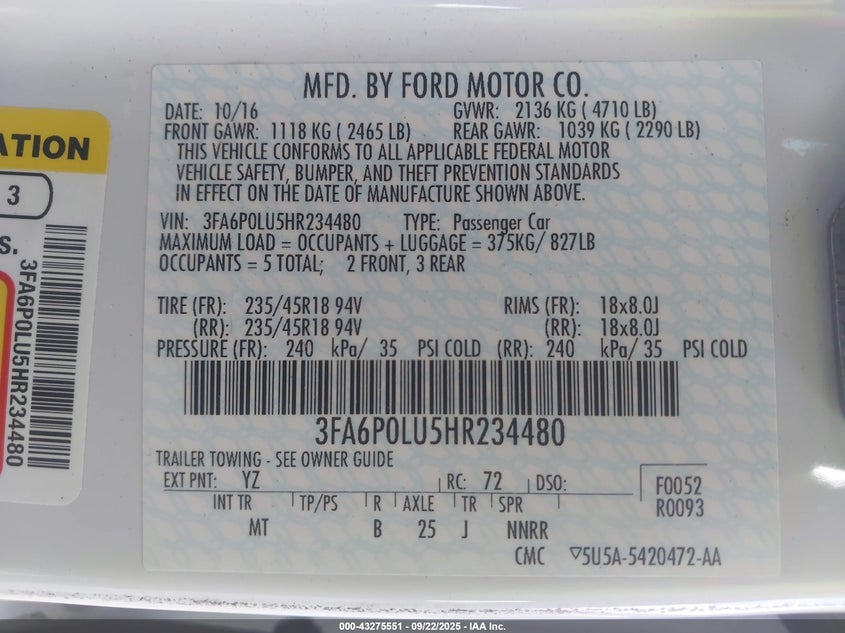 MFD. BY FORD MOTOR CO.
DATE: 10/16 GVWR: 2136 KG ( 4710 LB)
FRONT GAWR: 1118 KG ( 2465 LB) REAR GAWR: 1039 KG ( 2290 LB)
THIS VEHICLE CONFORMS TO ALL APPLICABLE FEDERAL MOTOR
VEHICLE SAFETY, BUMPER, AND THEFT PREVENTION STANDARDS
IN EFFECT ON THE DATE OF MANUFACTURE SHOWN ABOVE.
VIN: 3FA6P0LU5HR234480 TYPE: Passenger Car
MAXIMUM LOAD = OCCUPANTS + LUGGAGE = 375KG/ 827LB
OCCUPANTS = 5 TOTAL; 2 FRONT, 3 REAR
TIRE (FR): 235/45R18 94V RIMS (FR): 18x8.0J
(RR): 235/45R18 94V (RR): 18x8.0J
PRESSURE (FR): 240 kPa/ 35 PSI COLD (RR): 240 kPa/ 35 PSI COLD
3FA6P0LU5HR234480
TRAILER TOWING - SEE OWNER GUIDE
EXT PNT: YZ RC: 72 DSO: F0052
R0093
INT TR TP/PS R AXLE TR SPR
MT B 25 J NNRR
CMC ▽5U5A-5420472-AA
ATION
3
S.
3FA6P0LU5HR234480
000-43275551 - 09/22/2025 - IAA Inc.